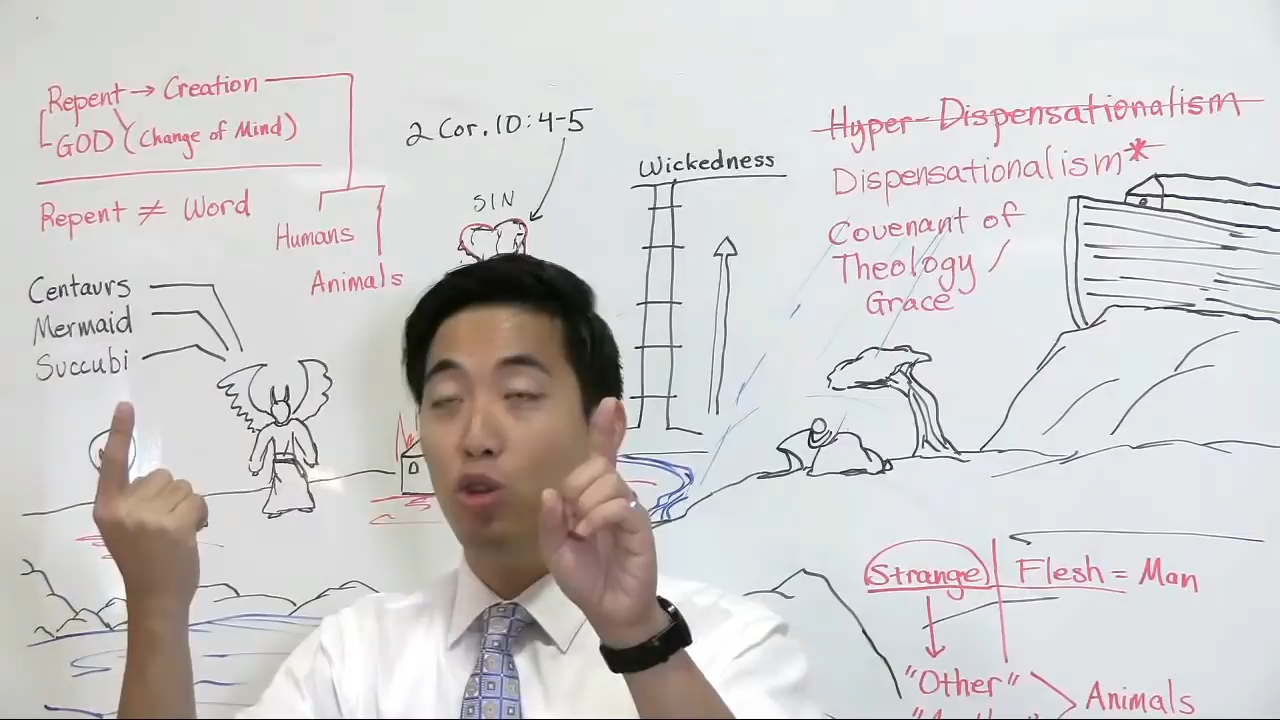 Repent → Creation
GOD (Change of Mind)
Repent ≠ Word
Humans
Animals
Centaurs
Mermaid
Succubi
2 Cor. 10:4-5
SIN
Wickedness
Hyper-Dispensationalism
Dispensationalism*
Covenant of
Theology /
Grace
Strange Flesh = Man
"Other"
Animals